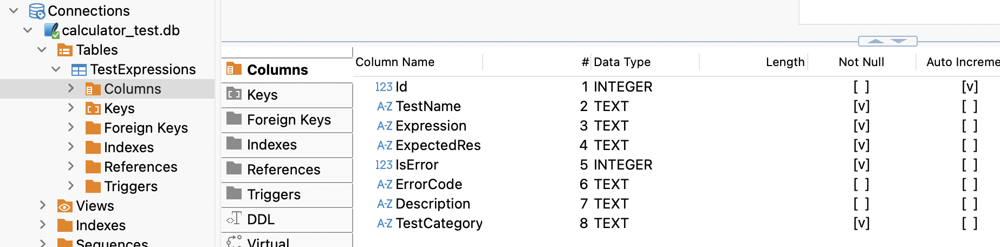 Connections
calculator_test.db
Tables
TestExpressions
Columns
Keys
Foreign Keys
Indexes
References
Triggers
Views
Indexes
Sequences
Columns
Keys
Foreign Keys
Indexes
References
Triggers
DDL
Virtual
Column Name # Data Type Length Not Null Auto Increme
123 Id 1 INTEGER [ ] [v]
A-Z TestName 2 TEXT [v] [ ]
A-Z Expression 3 TEXT [v] [ ]
A-Z ExpectedRes 4 TEXT [v] [ ]
123 IsError 5 INTEGER [v] [ ]
A-Z ErrorCode 6 TEXT [ ] [ ]
A-Z Description 7 TEXT [ ] [ ]
A-Z TestCategory 8 TEXT [v] [ ]